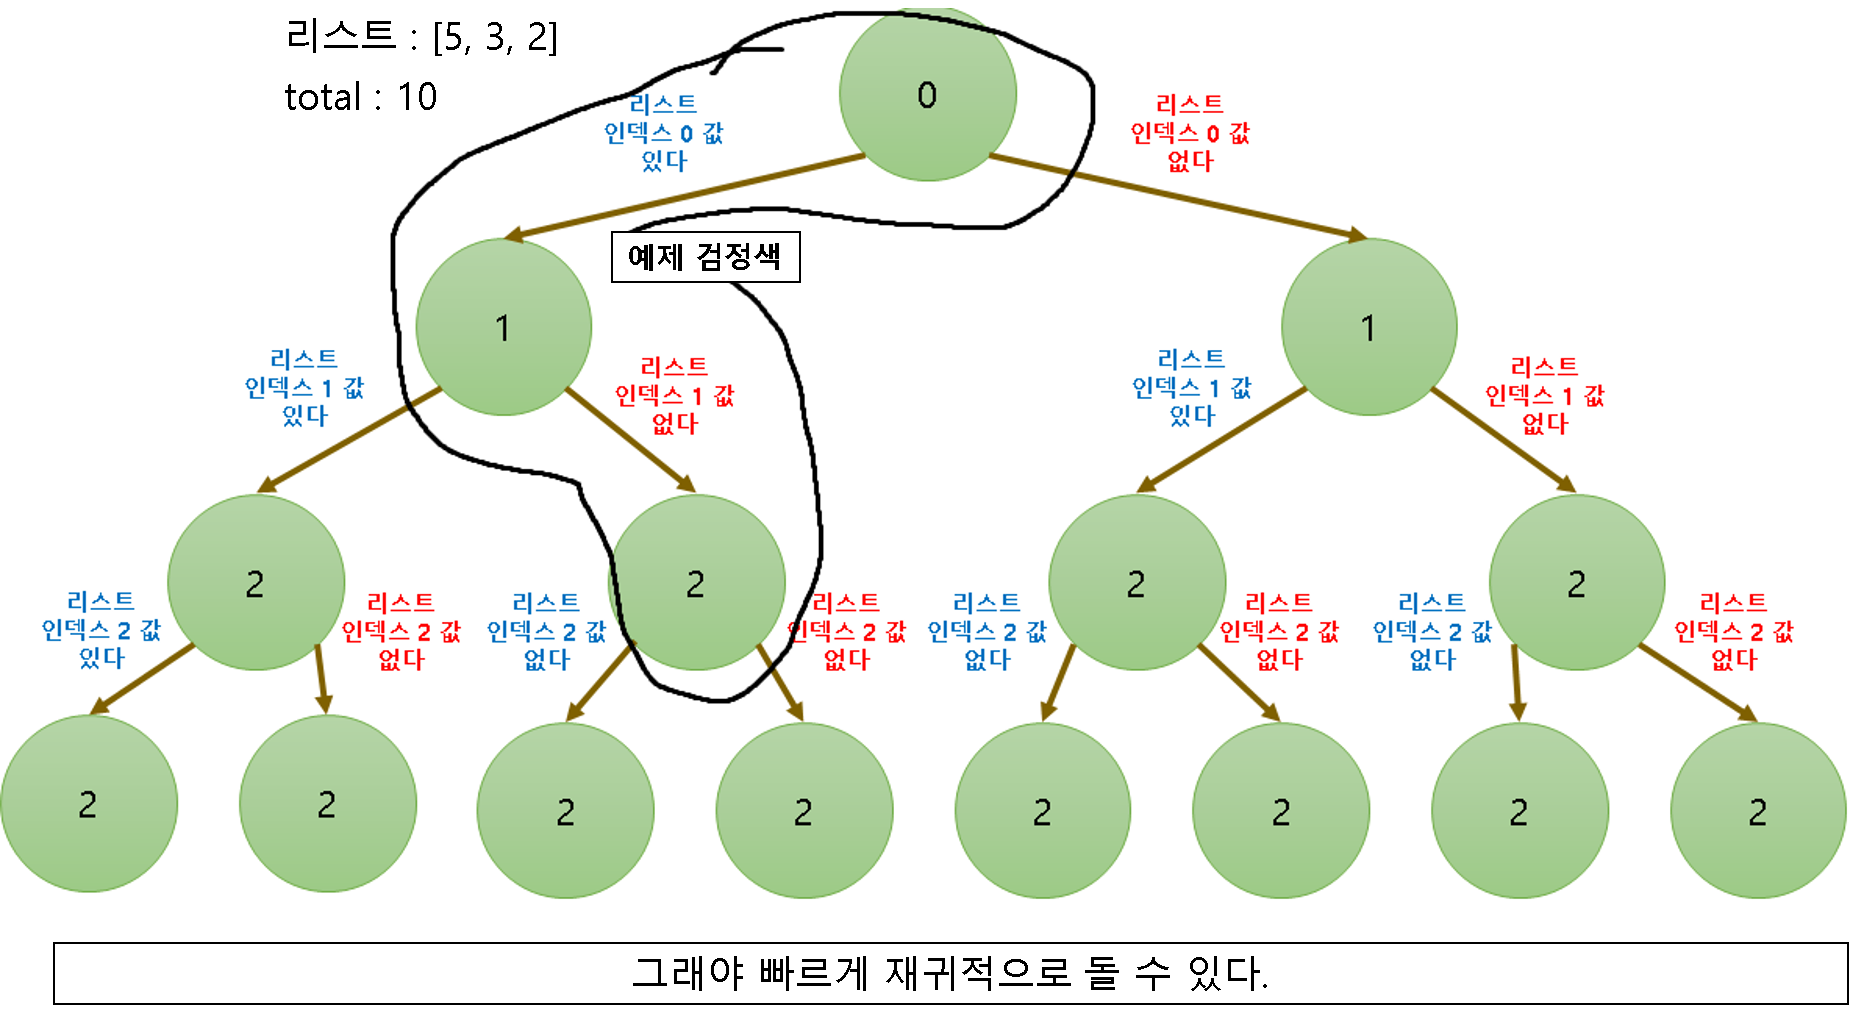 리스트 : [5, 3, 2]
total : 10
0
리스트
인덱스 0 값
있다
리스트
인덱스 0 값
없다
예제 검정색
1
1
리스트
인덱스 1 값
있다
리스트
인덱스 1 값
없다
리스트
인덱스 1 값
있다
리스트
인덱스 1 값
없다
2
2
2
2
리스트
인덱스 2 값
있다
리스트
인덱스 2 값
없다
리스트
인덱스 2 값
없다
리스트
인덱스 2 값
없다
리스트
인덱스 2 값
없다
리스트
인덱스 2 값
없다
리스트
인덱스 2 값
없다
리스트
인덱스 2 값
없다
2
2
2
2
2
2
2
2
그래야 빠르게 재귀적으로 돌 수 있다.